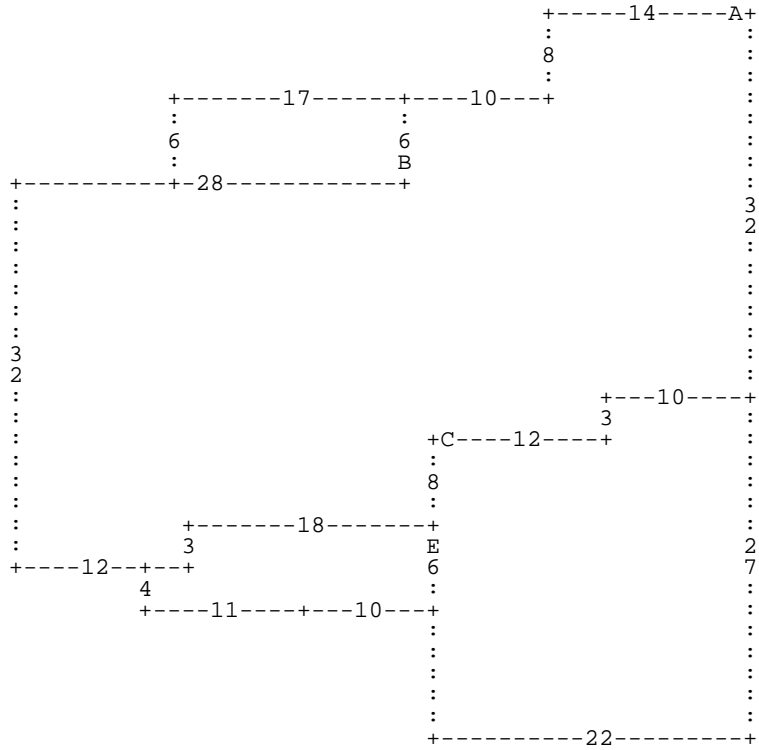 +-----14-----A+
                                     :             :
                                     8             :
                                     :             :
           +-------17------+----10---+             :
           :               :                       :
           6               6                       :
           :               B                       :
+----------+-28------------+                       :
:                                                  3
:                                                  2
:                                                  :
:                                                  :
:                                                  :
:                                                  :
:                                                  :
3                                                  :
2                                                  :
:                                        +---10----+
:                                        3         :
:                            +C----12----+         :
:                            :                     :
:                            8                     :
:                            :                     :
:           +-------18-------+                     :
:           3                E                     2
+----12--+--+                6                     7
         4                   :                     :
         +----11----+---10---+                     :
                             :                     :
                             :                     :
                             :                     :
                             :                     :
                             :                     :
                             +----------22---------+